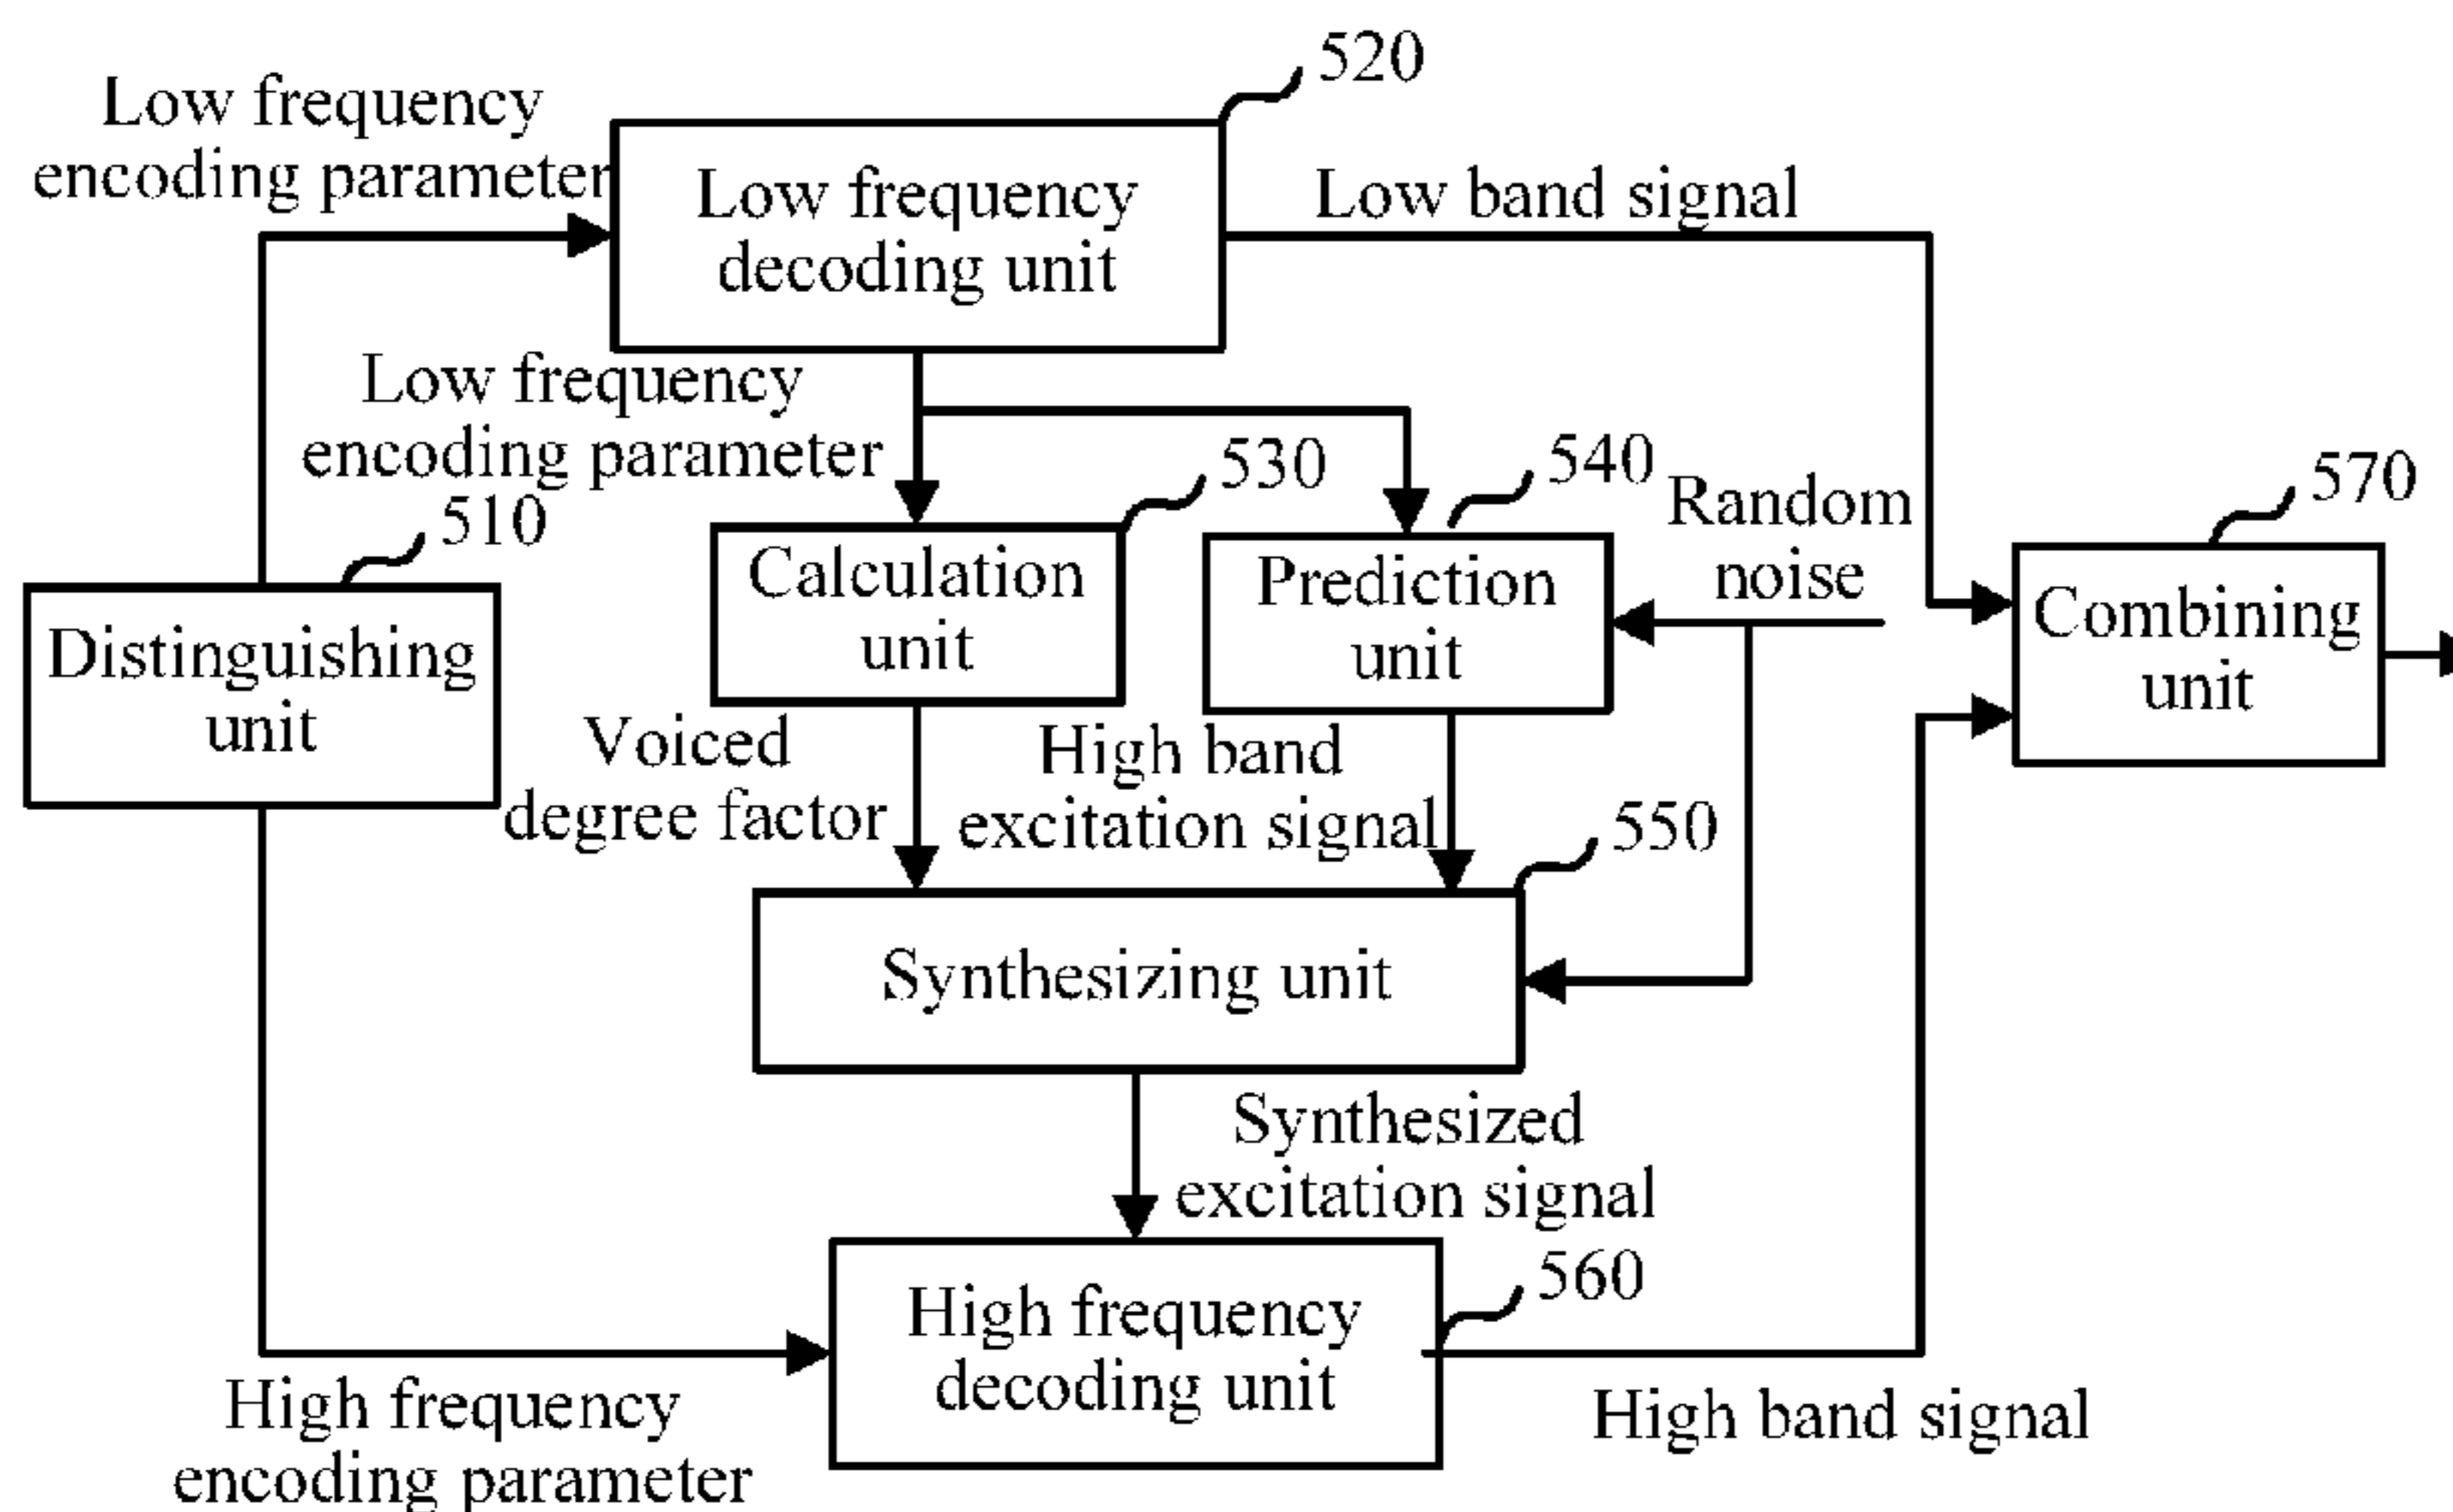 520
Low frequency
encoding parameter
Low frequency
decoding unit
Low band signal
Low frequency
encoding parameter
510
530
540
Random
noise
570
Distinguishing
unit
Calculation
unit
Prediction
unit
Combining
unit
Voiced
degree factor
High band
excitation signal
550
Synthesizing unit
Synthesized
excitation signal
560
High frequency
decoding unit
High frequency
encoding parameter
High band signal